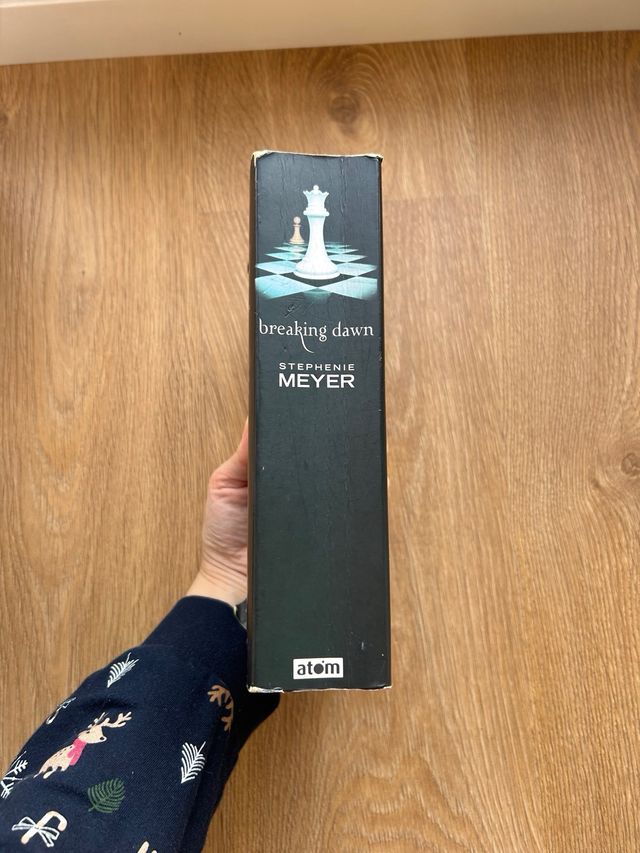 breaking dawn
STEPHENIE
MEYER
atom